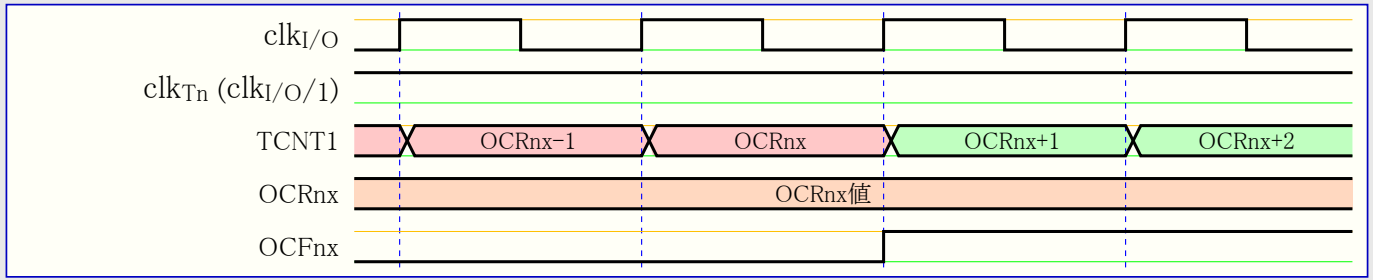 clkI/O
clkTn (clkI/O/1)
TCNT1 OCRnx-1 OCRnx OCRnx+1 OCRnx+2
OCRnx OCRnx値
OCFnx